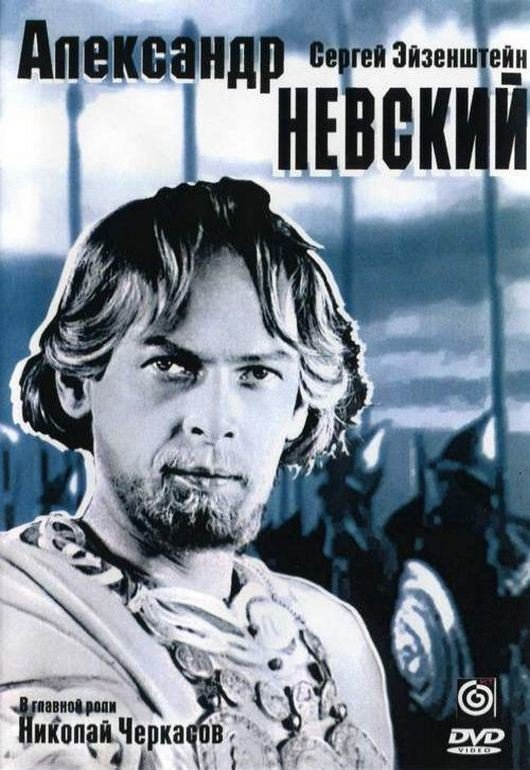 Александр
Сергей Эйзенштейн
НЕВСКИЙ
В главной роли
Николай Черкасов
DVD
VIDEO